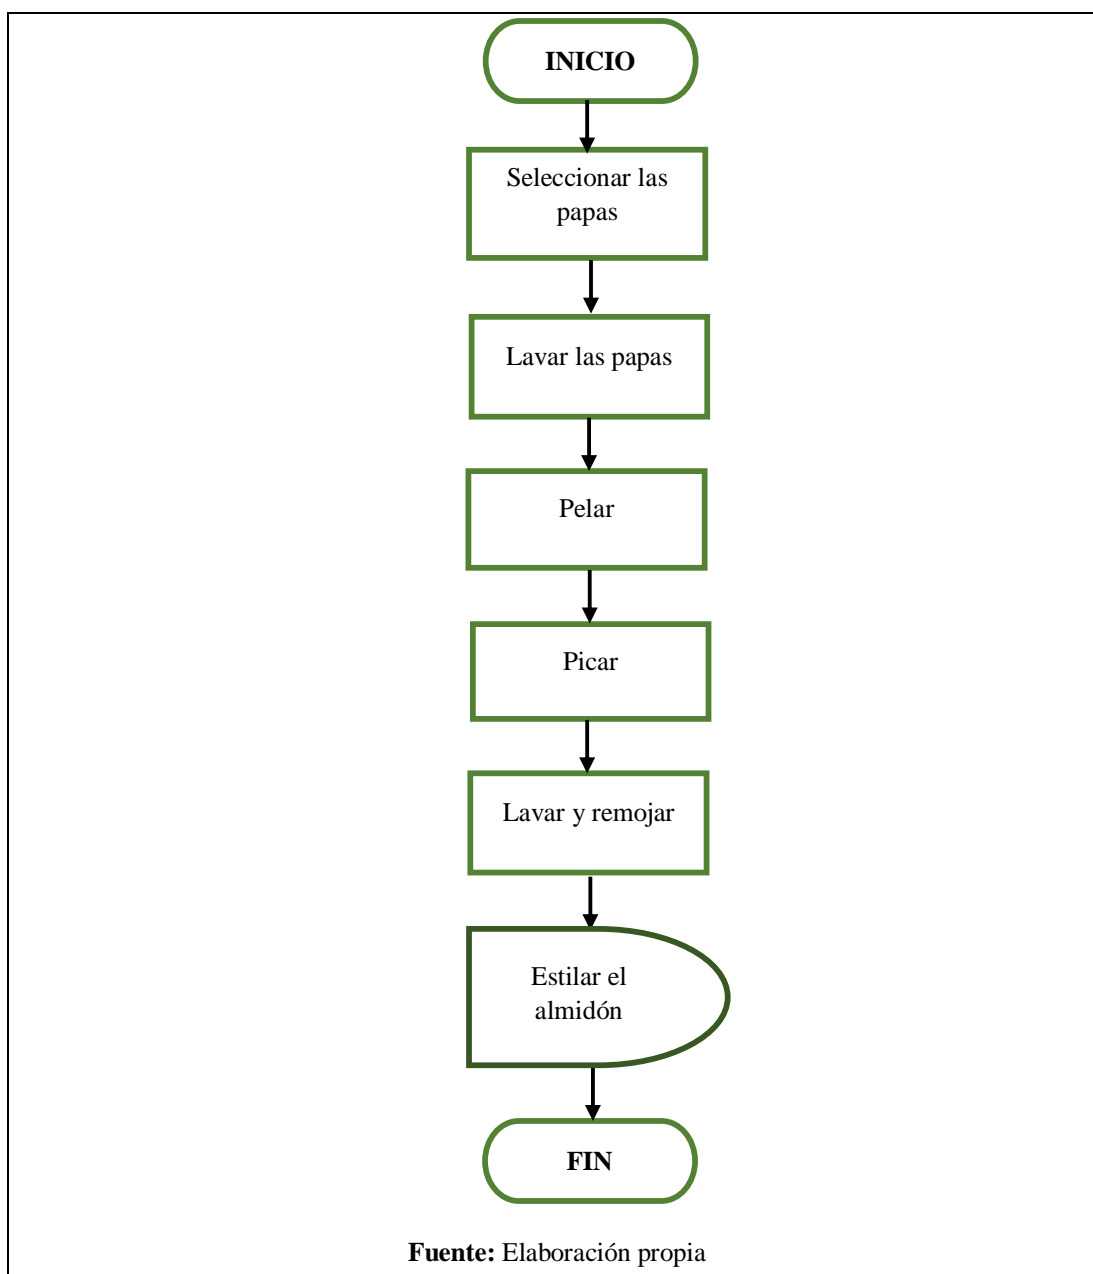 INICIO
Seleccionar las
papas
Lavar las papas
Pelar
Picar
Lavar y remojar
Estilar el
almidón
FIN
Fuente: Elaboración propia